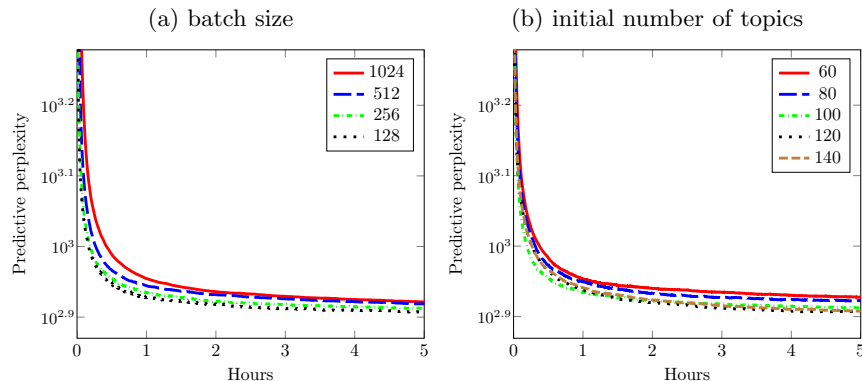 (a) batch size
Predictive perplexity
10^3.2
10^3.1
10^3
10^2.9
0 1 2 3 4 5
Hours
1024
512
256
128
(b) initial number of topics
Predictive perplexity
10^3.2
10^3.1
10^3
10^2.9
0 1 2 3 4 5
Hours
60
80
100
120
140